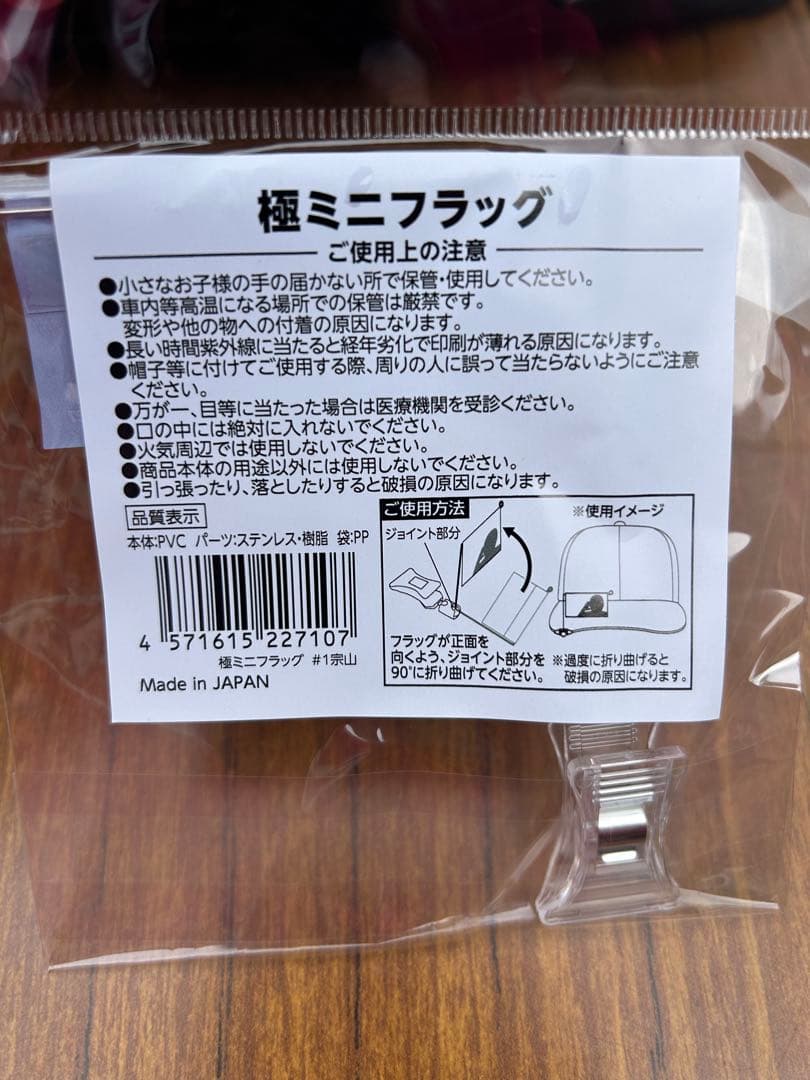 極ミニフラッグ
ご使用上の注意
●小さなお子様の手の届かない所で保管・使用してください。
●車内等高温になる場所での保管は厳禁です。
変形や他の物への付着の原因になります。
●長い時間紫外線に当たると経年劣化で印刷が薄れる原因になります。
●帽子等に付けてご使用する際、周りの人に誤って当たらないようにご注意
ください。
●万が一、目等に当たった場合は医療機関を受診ください。
●口の中には絶対に入れないでください。
●火気周辺では使用しないでください。
●商品本体の用途以外には使用しないでください。
●引っ張ったり、落としたりすると破損の原因になります。
品質表示
本体:PVC パーツ:ステンレス・樹脂 袋:PP
4 571615 227107
極ミニフラッグ #1宗山
Made in JAPAN
ご使用方法
ジョイント部分
フラッグが正面を
向くよう、ジョイント部分を
90°に折り曲げてください。
※使用イメージ
※過度に折り曲げると
破損の原因になります。